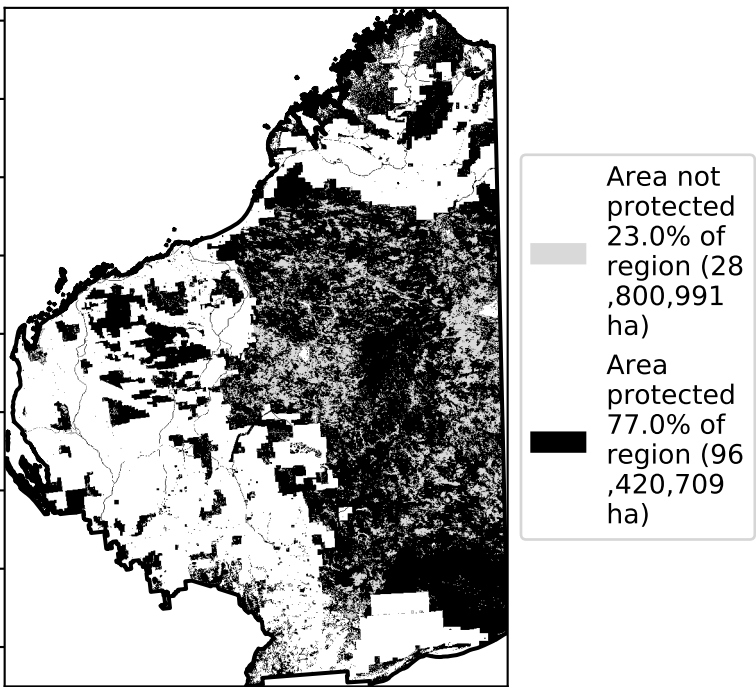 Area not
protected
23.0% of
region (28
,800,991
ha)
Area
protected
77.0% of
region (96
,420,709
ha)